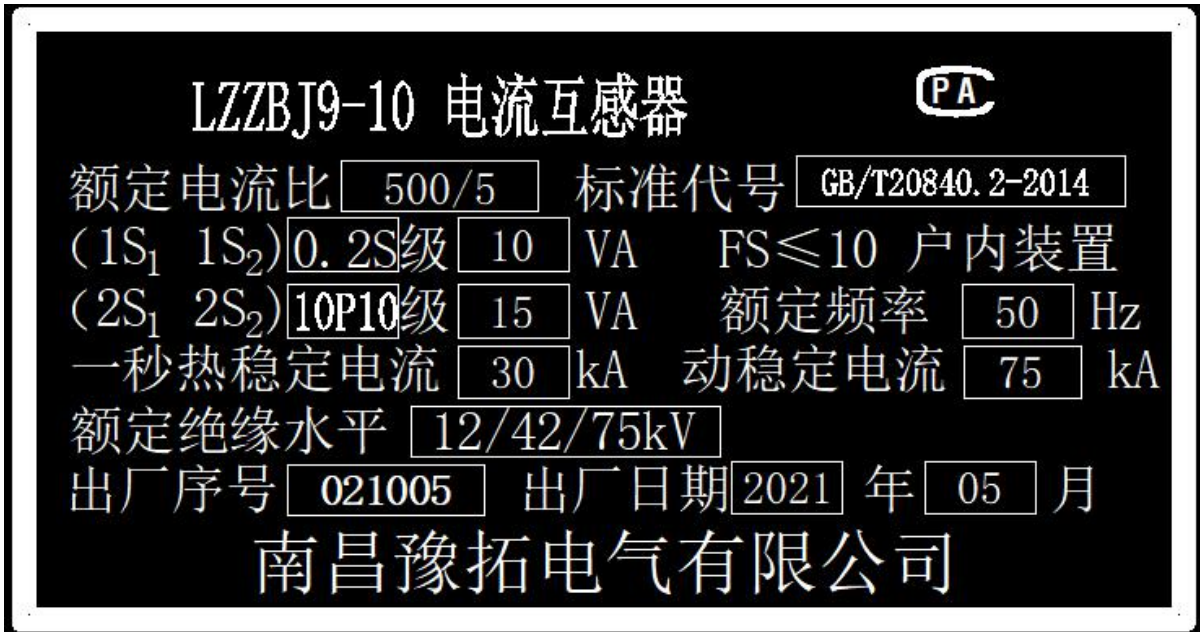 LZZBJ9-10 电流互感器 PA
额定电流比 500/5 标准代号 GB/T20840.2-2014
(1S₁ 1S₂) 0.2S级 10 VA FS≤10 户内装置
(2S₁ 2S₂) 10P10级 15 VA 额定频率 50 Hz
一秒热稳定电流 30 kA 动稳定电流 75 kA
额定绝缘水平 12/42/75kV
出厂序号 021005 出厂日期 2021 年 05 月
南昌豫拓电气有限公司